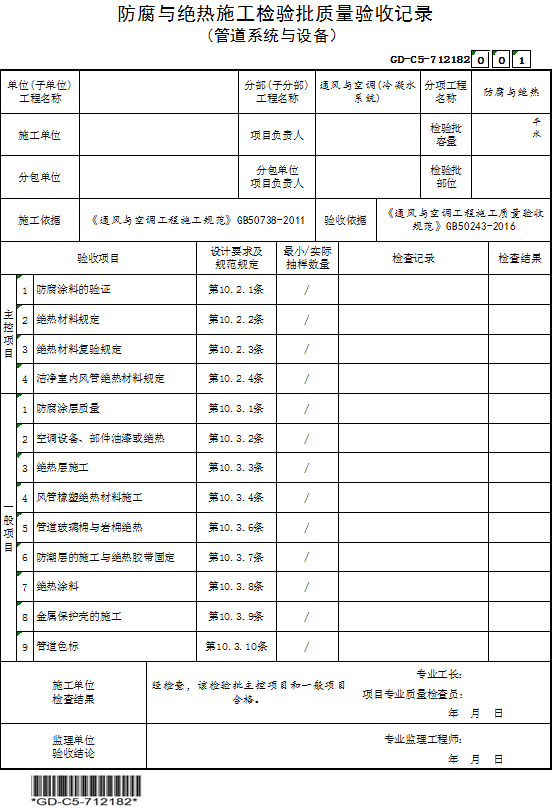 防腐与绝热施工检验批质量验收记录
(管道系统与设备)
GD-C5-712182 0 0 1
单位(子单位)
工程名称
分部(子分部)
工程名称
通风与空调(冷凝水
系统)
分项工程
名称
防腐与绝热
施工单位
项目负责人
检验批
容量
平
米
分包单位
分包单位
项目负责人
检验批
部位
施工依据
《通风与空调工程施工规范》GB50738-2011
验收依据
《通风与空调工程施工质量验收
规范》GB50243-2016
验收项目
设计要求及
规范规定
最小/实际
抽样数量
检查记录
检查结果
主控项目
1 防腐涂料的验证 第10.2.1条 /
2 绝热材料规定 第10.2.2条 /
3 绝热材料复验规定 第10.2.3条 /
4 洁净室内风管绝热材料规定 第10.2.4条 /
一般项目
1 防腐涂层质量 第10.3.1条 /
2 空调设备、部件油漆或绝热 第10.3.2条 /
3 绝热层施工 第10.3.3条 /
4 风管橡塑绝热材料施工 第10.3.4条 /
5 管道玻璃棉与岩棉绝热 第10.3.6条 /
6 防潮层的施工与绝热胶带固定 第10.3.7条 /
7 绝热涂料 第10.3.8条 /
8 金属保护壳的施工 第10.3.9条 /
9 管道色标 第10.3.10条 /
施工单位
检查结果
经检查，该检验批主控项目和一般项目
合格。
专业工长:
项目专业质量检查员:
年 月 日
监理单位
验收结论
专业监理工程师:
年 月 日
*GD-C5-712182*